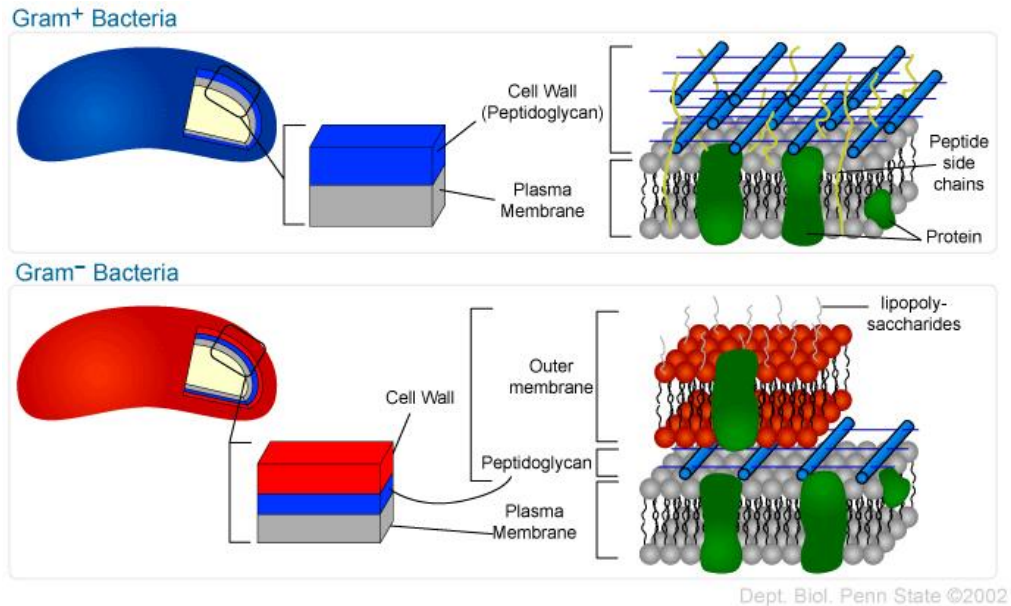 Gram+ Bacteria
Cell Wall
(Peptidoglycan)
Plasma
Membrane
Peptide
side
chains
Protein
Gram− Bacteria
lipopoly-
saccharides
Outer
membrane
Cell Wall
Peptidoglycan
Plasma
Membrane
Dept. Biol. Penn State ©2002